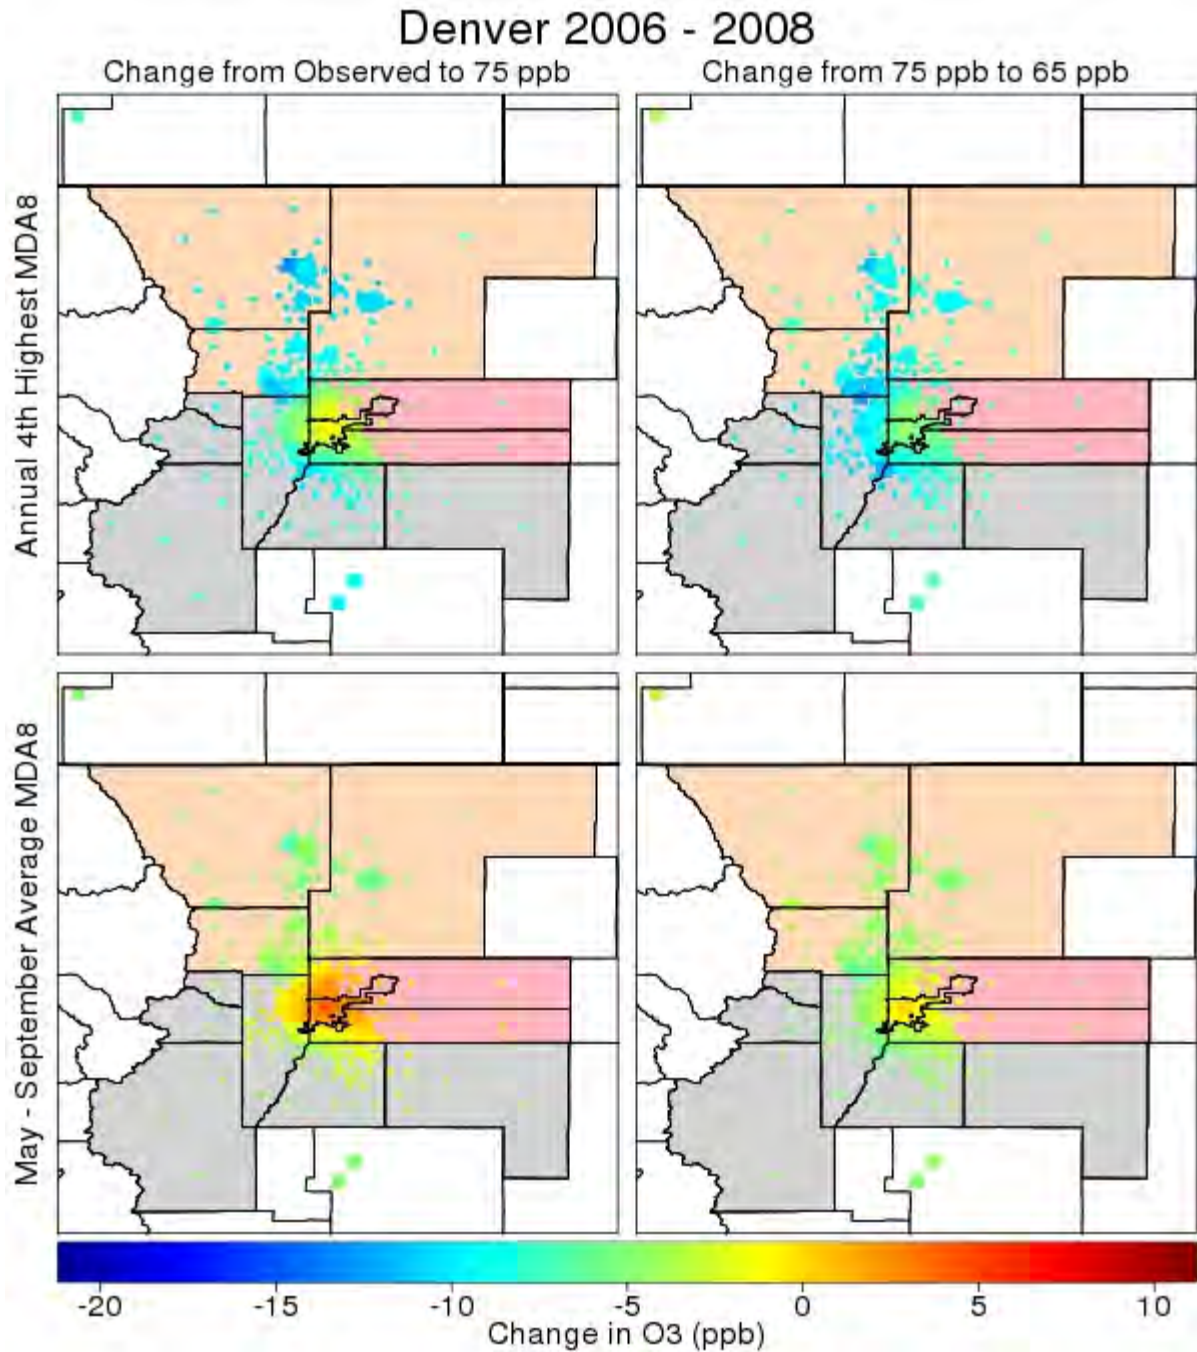 Denver 2006 - 2008
Change from Observed to 75 ppb
Change from 75 ppb to 65 ppb
Annual 4th Highest MDA8
May - September Average MDA8
-20 -15 -10 -5 0 5 10
Change in O3 (ppb)